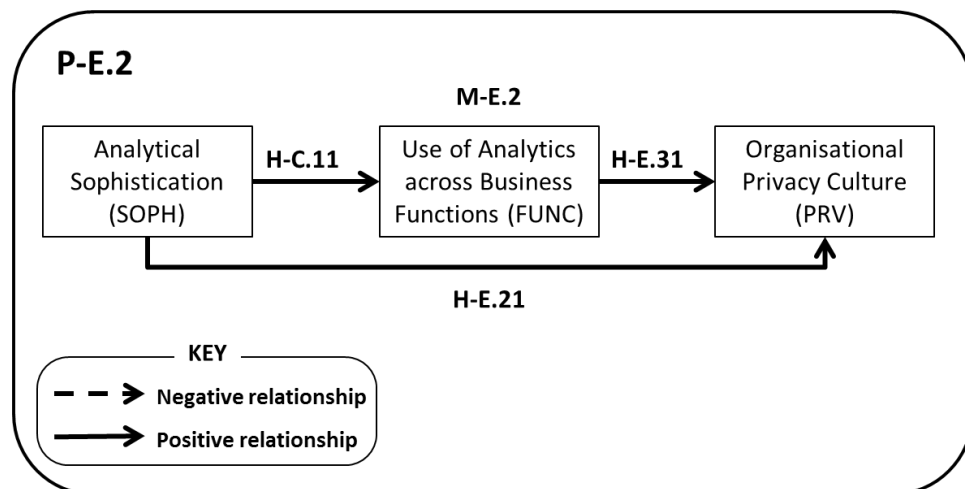 P-E.2
M-E.2
Analytical
Sophistication
(SOPH)
H-C.11
Use of Analytics
across Business
Functions (FUNC)
H-E.31
Organisational
Privacy Culture
(PRV)
H-E.21
KEY
Negative relationship
Positive relationship